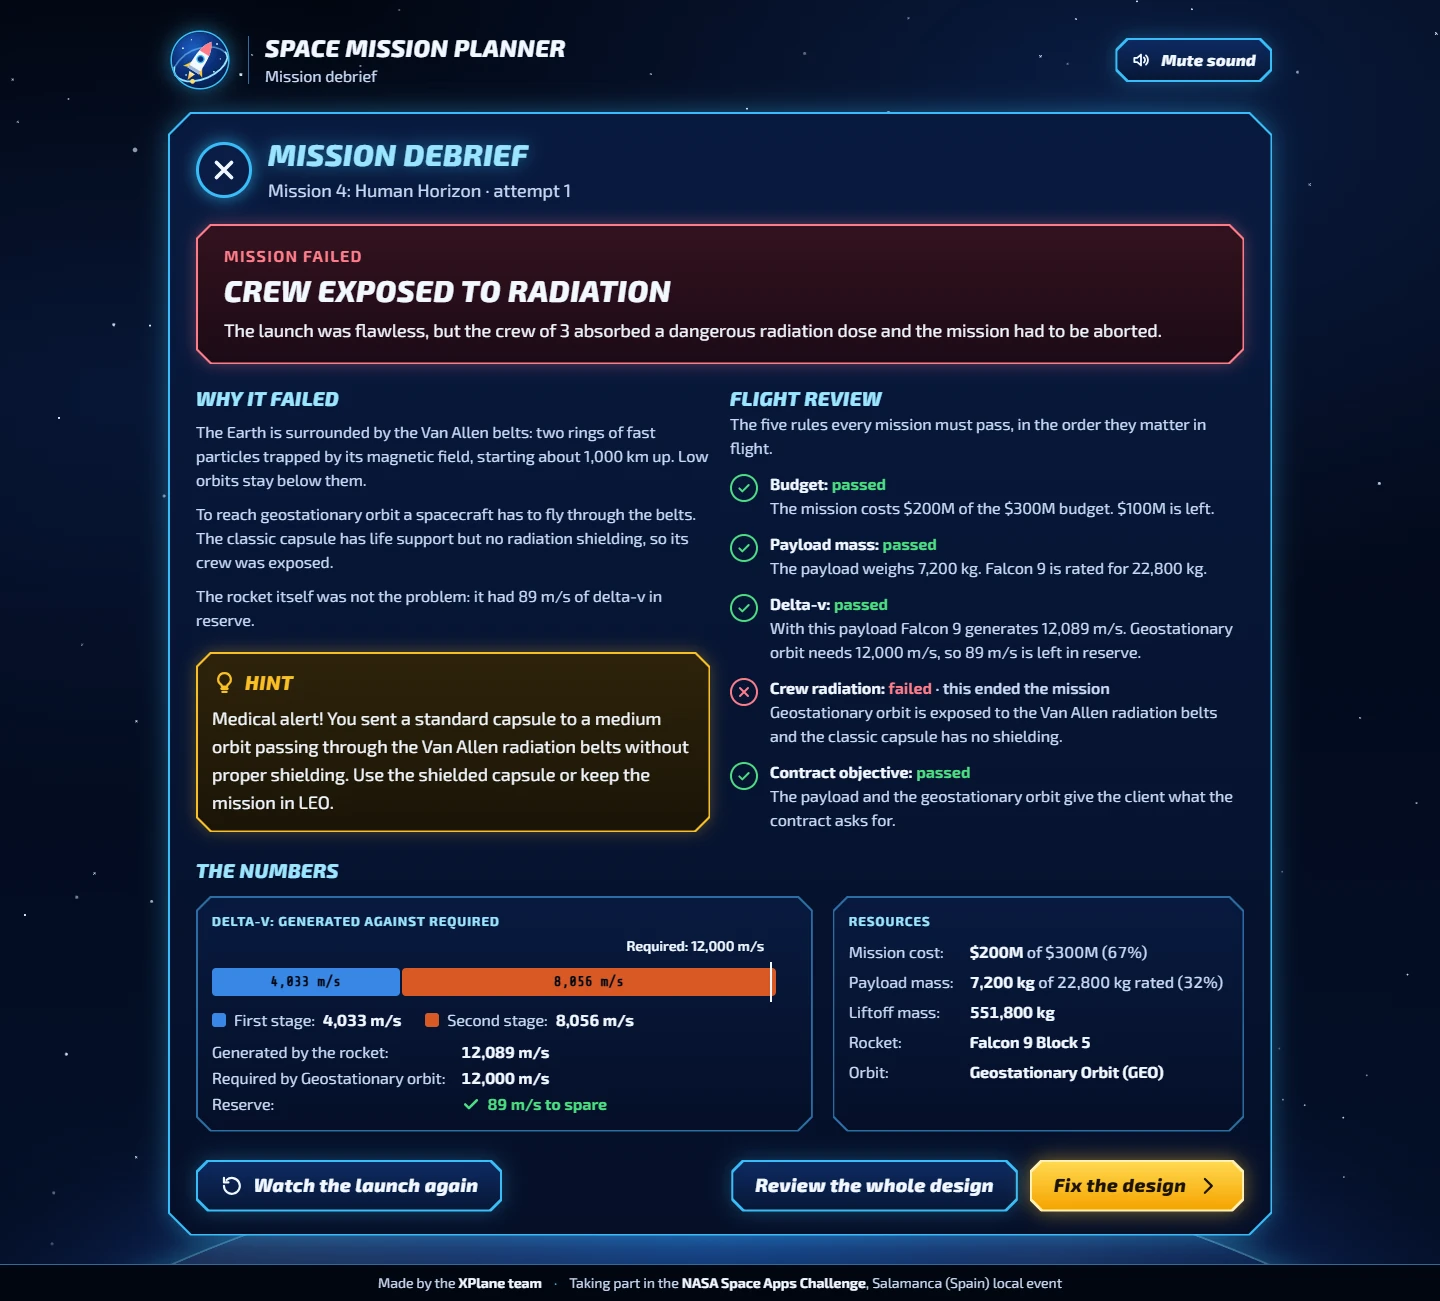 SPACE MISSION PLANNER
Mission debrief
Mute sound
MISSION DEBRIEF
Mission 4: Human Horizon · attempt 1
MISSION FAILED
CREW EXPOSED TO RADIATION
The launch was flawless, but the crew of 3 absorbed a dangerous radiation dose and the mission had to be aborted.
WHY IT FAILED
The Earth is surrounded by the Van Allen belts: two rings of fast
particles trapped by its magnetic field, starting about 1,000 km up. Low
orbits stay below them.
To reach geostationary orbit a spacecraft has to fly through the belts.
The classic capsule has life support but no radiation shielding, so its
crew was exposed.
The rocket itself was not the problem: it had 89 m/s of delta-v in
reserve.
HINT
Medical alert! You sent a standard capsule to a medium
orbit passing through the Van Allen radiation belts without
proper shielding. Use the shielded capsule or keep the
mission in LEO.
FLIGHT REVIEW
The five rules every mission must pass, in the order they matter in
flight.
Budget: passed
The mission costs $200M of the $300M budget. $100M is left.
Payload mass: passed
The payload weighs 7,200 kg. Falcon 9 is rated for 22,800 kg.
Delta-v: passed
With this payload Falcon 9 generates 12,089 m/s. Geostationary
orbit needs 12,000 m/s, so 89 m/s is left in reserve.
Crew radiation: failed · this ended the mission
Geostationary orbit is exposed to the Van Allen radiation belts
and the classic capsule has no shielding.
Contract objective: passed
The payload and the geostationary orbit give the client what the
contract asks for.
THE NUMBERS
DELTA-V: GENERATED AGAINST REQUIRED
Required: 12,000 m/s
4,033 m/s 8,056 m/s
First stage: 4,033 m/s Second stage: 8,056 m/s
Generated by the rocket: 12,089 m/s
Required by Geostationary orbit: 12,000 m/s
Reserve: 89 m/s to spare
RESOURCES
Mission cost: $200M of $300M (67%)
Payload mass: 7,200 kg of 22,800 kg rated (32%)
Liftoff mass: 551,800 kg
Rocket: Falcon 9 Block 5
Orbit: Geostationary Orbit (GEO)
Watch the launch again
Review the whole design
Fix the design
Made by the XPlane team · Taking part in the NASA Space Apps Challenge, Salamanca (Spain) local event